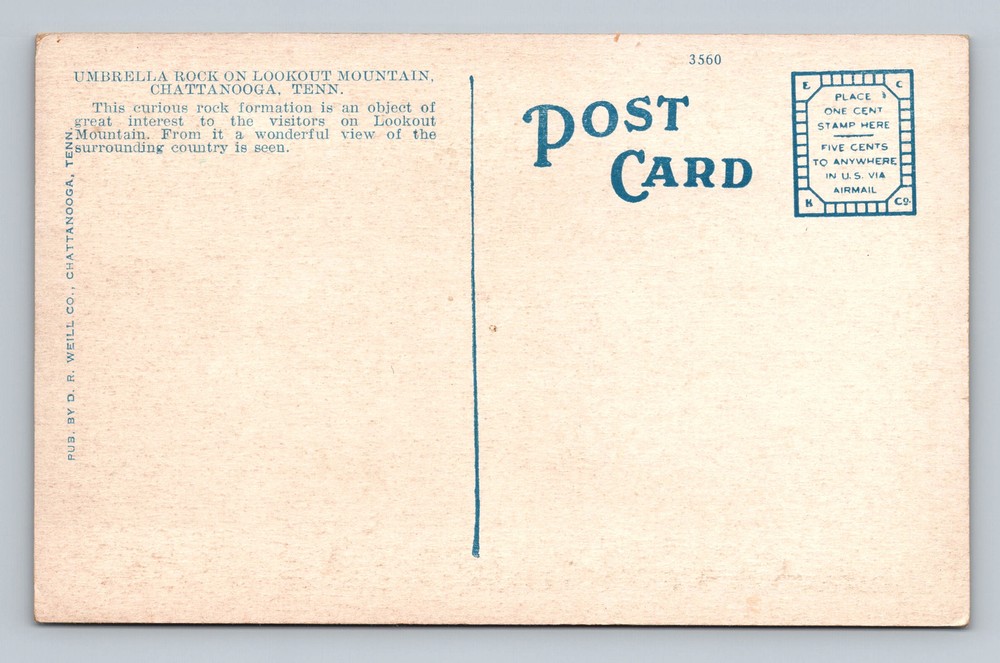 UMBRELLA ROCK ON LOOKOUT MOUNTAIN,
CHATTANOOGA, TENN.
This curious rock formation is an object of
great interest to the visitors on Lookout
Mountain. From it a wonderful view of the
surrounding country is seen.
PUB. BY D. R. WEILL CO., CHATTANOOGA, TENN.
3560
POST
CARD
E C
PLACE
ONE CENT
STAMP HERE
FIVE CENTS
TO ANYWHERE
IN U.S. VIA
AIRMAIL
K Co.